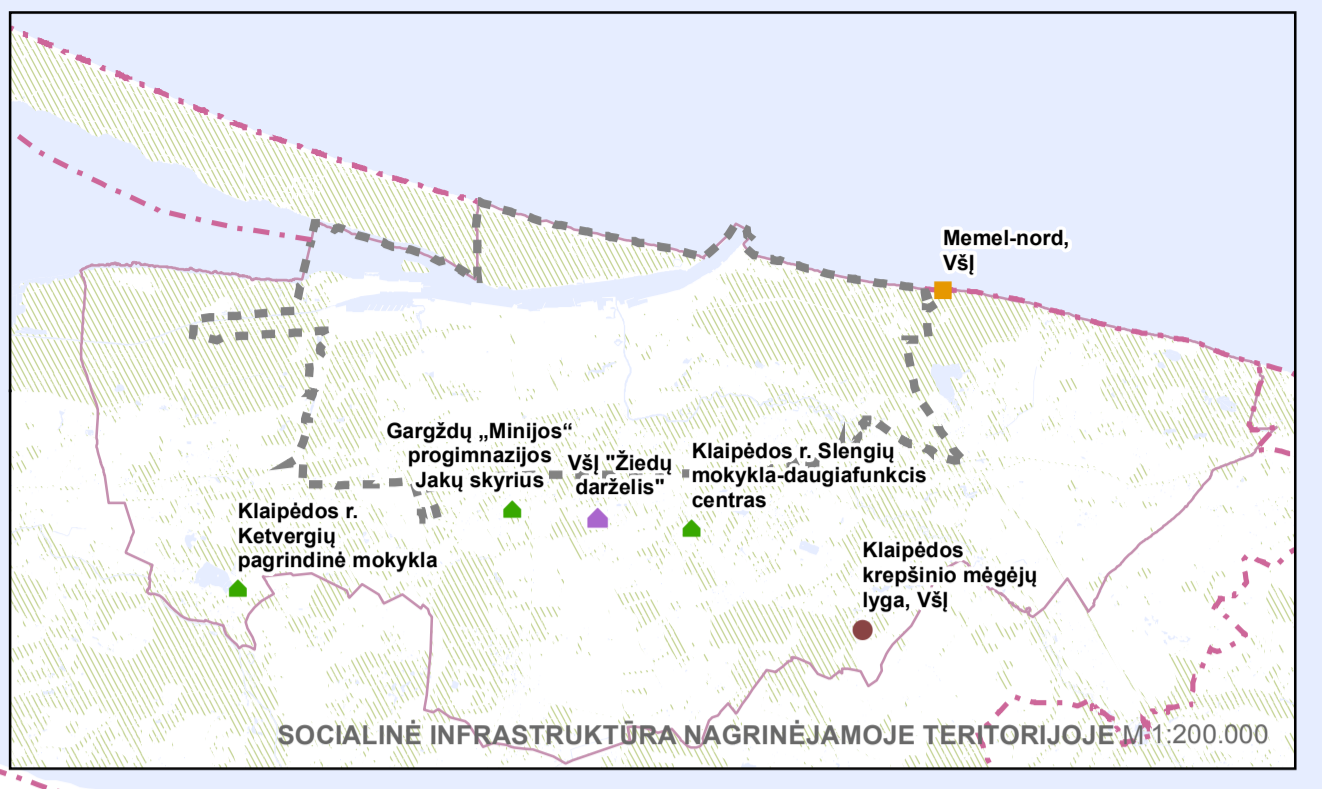 Memel-nord,
VšĮ
Gargždų „Minijos“
progimnazijos
Jakų skyrius
VšĮ "Žiedų
darželis"
Klaipėdos r. Slengių
mokykla-daugiafunkcis
centras
Klaipėdos r.
Ketvergių
pagrindinė mokykla
Klaipėdos
krepšinio mėgėjų
lyga, VšĮ
SOCIALINĖ INFRASTRUKTŪRA NAGRINĖJAMOJE TERITORIJOJE M 1:200.000